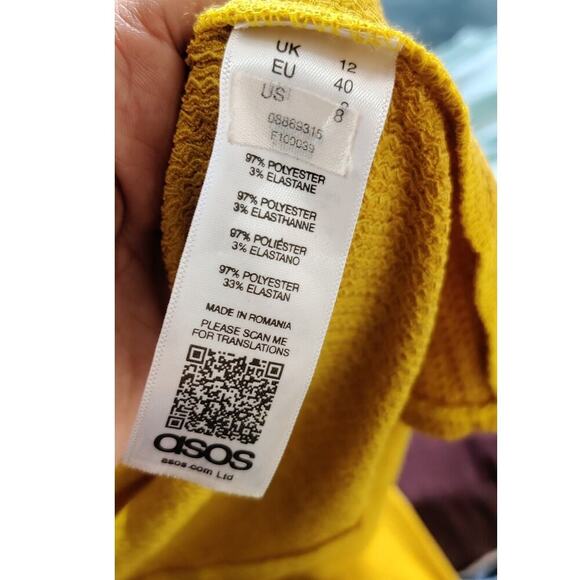 UK 12
EU 40
US 8
08869315
F100039
97% POLYESTER
3% ELASTANE
97% POLYESTER
3% ELASTHANNE
97% POLIÉSTER
3% ELASTANO
97% POLYESTER
33% ELASTAN
MADE IN ROMANIA
PLEASE SCAN ME
FOR TRANSLATIONS
asos
asos.com Ltd